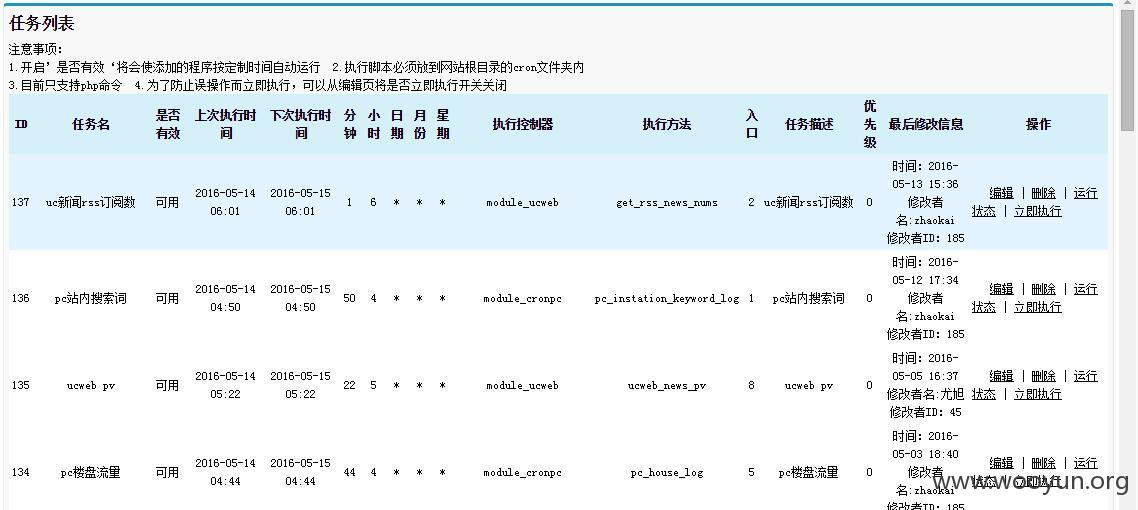 任务列表
注意事项：
1.开启’是否有效‘将会使添加的程序按定制时间自动运行 2.执行脚本必须放到网站根目录的cron文件夹内
3.目前只支持php命令 4.为了防止误操作而立即执行，可以从编辑页将是否立即执行开关关闭
ID 任务名 是否有效 上次执行时间 下次执行时间 分钟 小时 日期 月份 星期 执行控制器 执行方法 入口 任务描述 优先级 最后修改信息 操作
137 uc新闻rss订阅数 可用 2016-05-14 06:01 2016-05-15 06:01 1 6 * * * module_ucweb get_rss_news_nums 2 uc新闻rss订阅数 0 时间：2016-05-13 15:36 修改者名:zhaokai 修改者ID：185 编辑 | 删除 | 运行状态 | 立即执行
136 pc站内搜索词 可用 2016-05-14 04:50 2016-05-15 04:50 50 4 * * * module_cronpc pc_instation_keyword_log 1 pc站内搜索词 0 时间：2016-05-12 17:34 修改者名:zhaokai 修改者ID：185 编辑 | 删除 | 运行状态 | 立即执行
135 ucweb pv 可用 2016-05-14 05:22 2016-05-15 05:22 22 5 * * * module_ucweb ucweb_news_pv 8 ucweb pv 0 时间：2016-05-05 16:37 修改者名:尤旭 修改者ID：45 编辑 | 删除 | 运行状态 | 立即执行
134 pc楼盘流量 可用 2016-05-14 04:44 2016-05-15 04:44 44 4 * * * module_cronpc pc_house_log 5 pc楼盘流量 0 时间：2016-05-03 18:40 修改者名:zhaokai 编辑 | 删除 | 运行状态 | 立即执行
www.wooyun.org